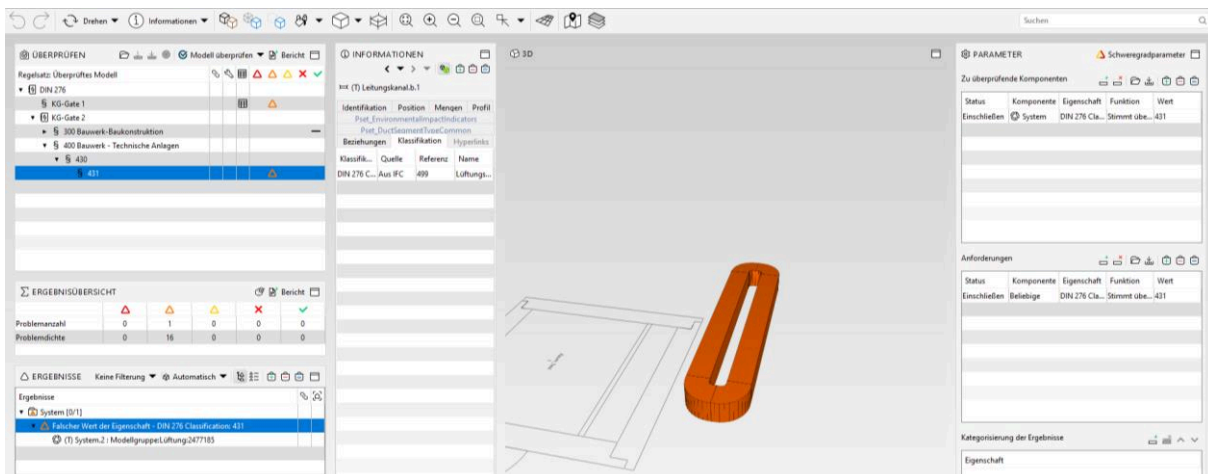 Drehen Informationen Suchen
ÜBERPRÜFEN Modell überprüfen Bericht
Regelsatz: Überprüftes Modell
DIN 276
§ KG-Gate 1
KG-Gate 2
§ 300 Bauwerk-Baukonstruktion
§ 400 Bauwerk - Technische Anlagen
§ 430
§ 431
ERGEBNISÜBERSICHT Bericht
Problemanzahl 0 1 0 0 0
Problemdichte 0 16 0 0 0
ERGEBNISSE Keine Filterung Automatisch
Ergebnisse
System [0/1]
Falscher Wert der Eigenschaft - DIN 276 Classification: 431
(T) System.2 : Modellgruppe:Lüftung:2477185
INFORMATIONEN
(T) Leitungskanal.b.1
Identifikation Position Mengen Profil
Pset_EnvironmentalImpactIndicators
Pset_DuctSegmentTypeCommon
Beziehungen Klassifikation Hyperlinks
Klassifik... Quelle Referenz Name
DIN 276 C... Aus IFC 499 Lüftungs...
3D
PARAMETER Schweregradparameter
Zu überprüfende Komponenten
Status Komponente Eigenschaft Funktion Wert
Einschließen System DIN 276 Cla... Stimmt übe... 431
Anforderungen
Status Komponente Eigenschaft Funktion Wert
Einschließen Beliebige DIN 276 Cla... Stimmt übe... 431
Kategorisierung der Ergebnisse
Eigenschaft